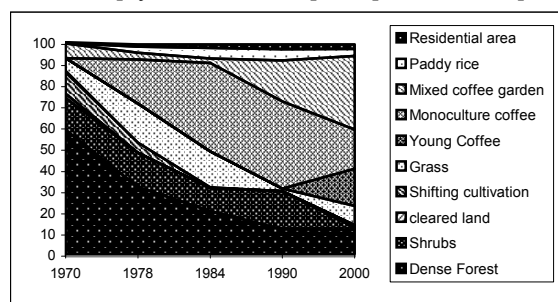 100
90
80
70
60
50
40
30
20
10
0
1970 1978 1984 1990 2000
Residential area
Paddy rice
Mixed coffee garden
Monoculture coffee
Young Coffee
Grass
Shifting cultivation
cleared land
Shrubs
Dense Forest